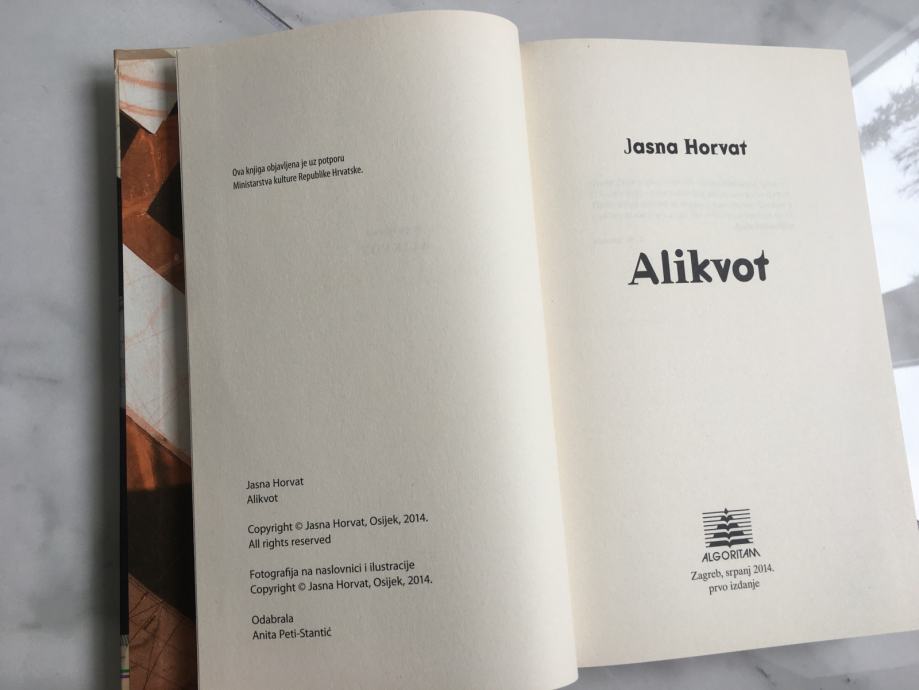 Ova knjiga objavljena je uz potporu
Ministarstva kulture Republike Hrvatske.
Jasna Horvat
Alikvot
Copyright © Jasna Horvat, Osijek, 2014.
All rights reserved
Fotografija na naslovnici i ilustracije
Copyright © Jasna Horvat, Osijek, 2014.
Odabrala
Anita Peti-Stantić
Jasna Horvat
Alikvot
ALGORITAM
Zagreb, srpanj 2014.
prvo izdanje